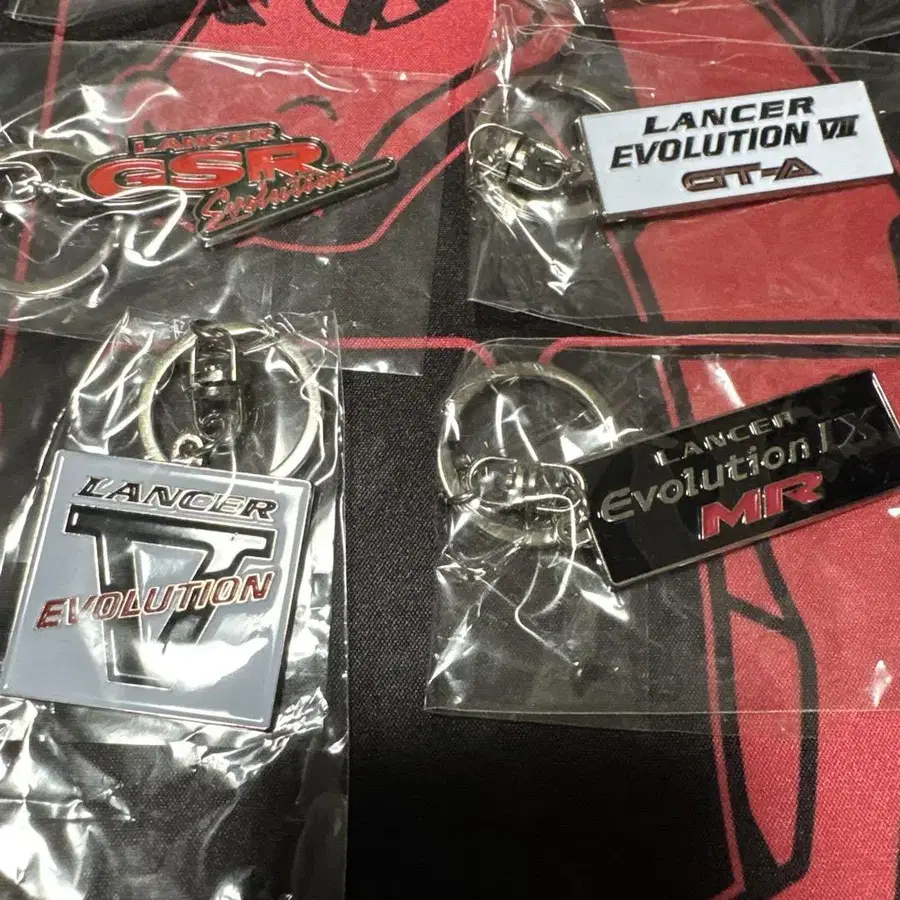 LANCER
GSR
Evolution
LANCER
EVOLUTION VII
GT-A
LANCER
V
EVOLUTION
LANCER
Evolution IX
MR